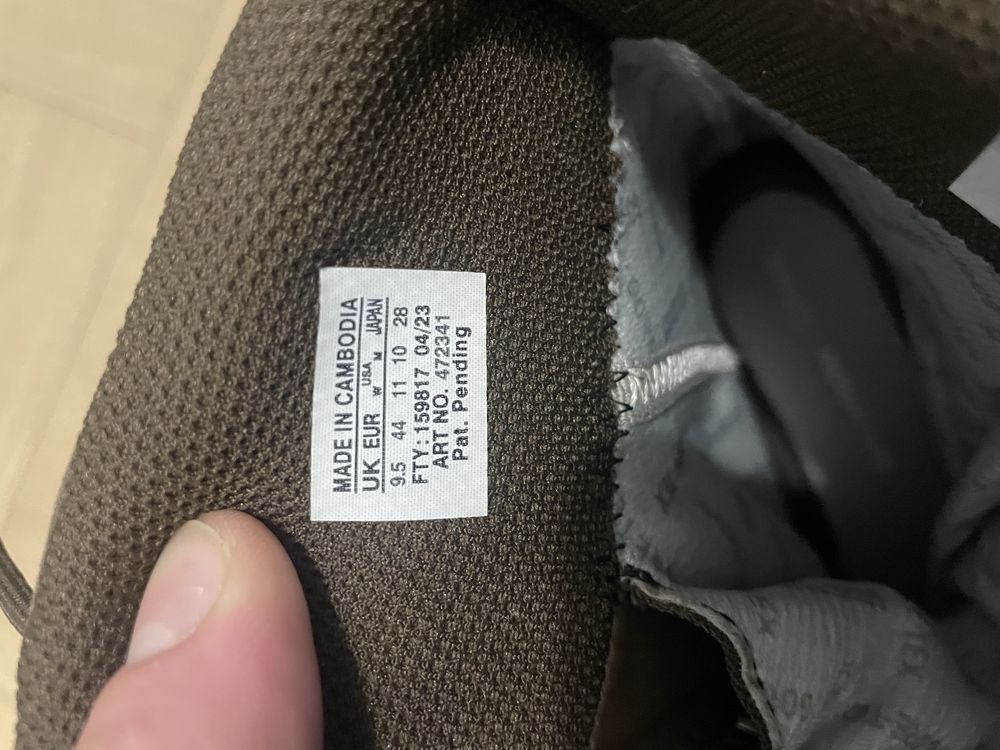 MADE IN CAMBODIA
UK EUR USA JAPAN
W M
9.5 44 11 10 28
FTY:159817 04/23
ART NO. 472341
Pat. Pending